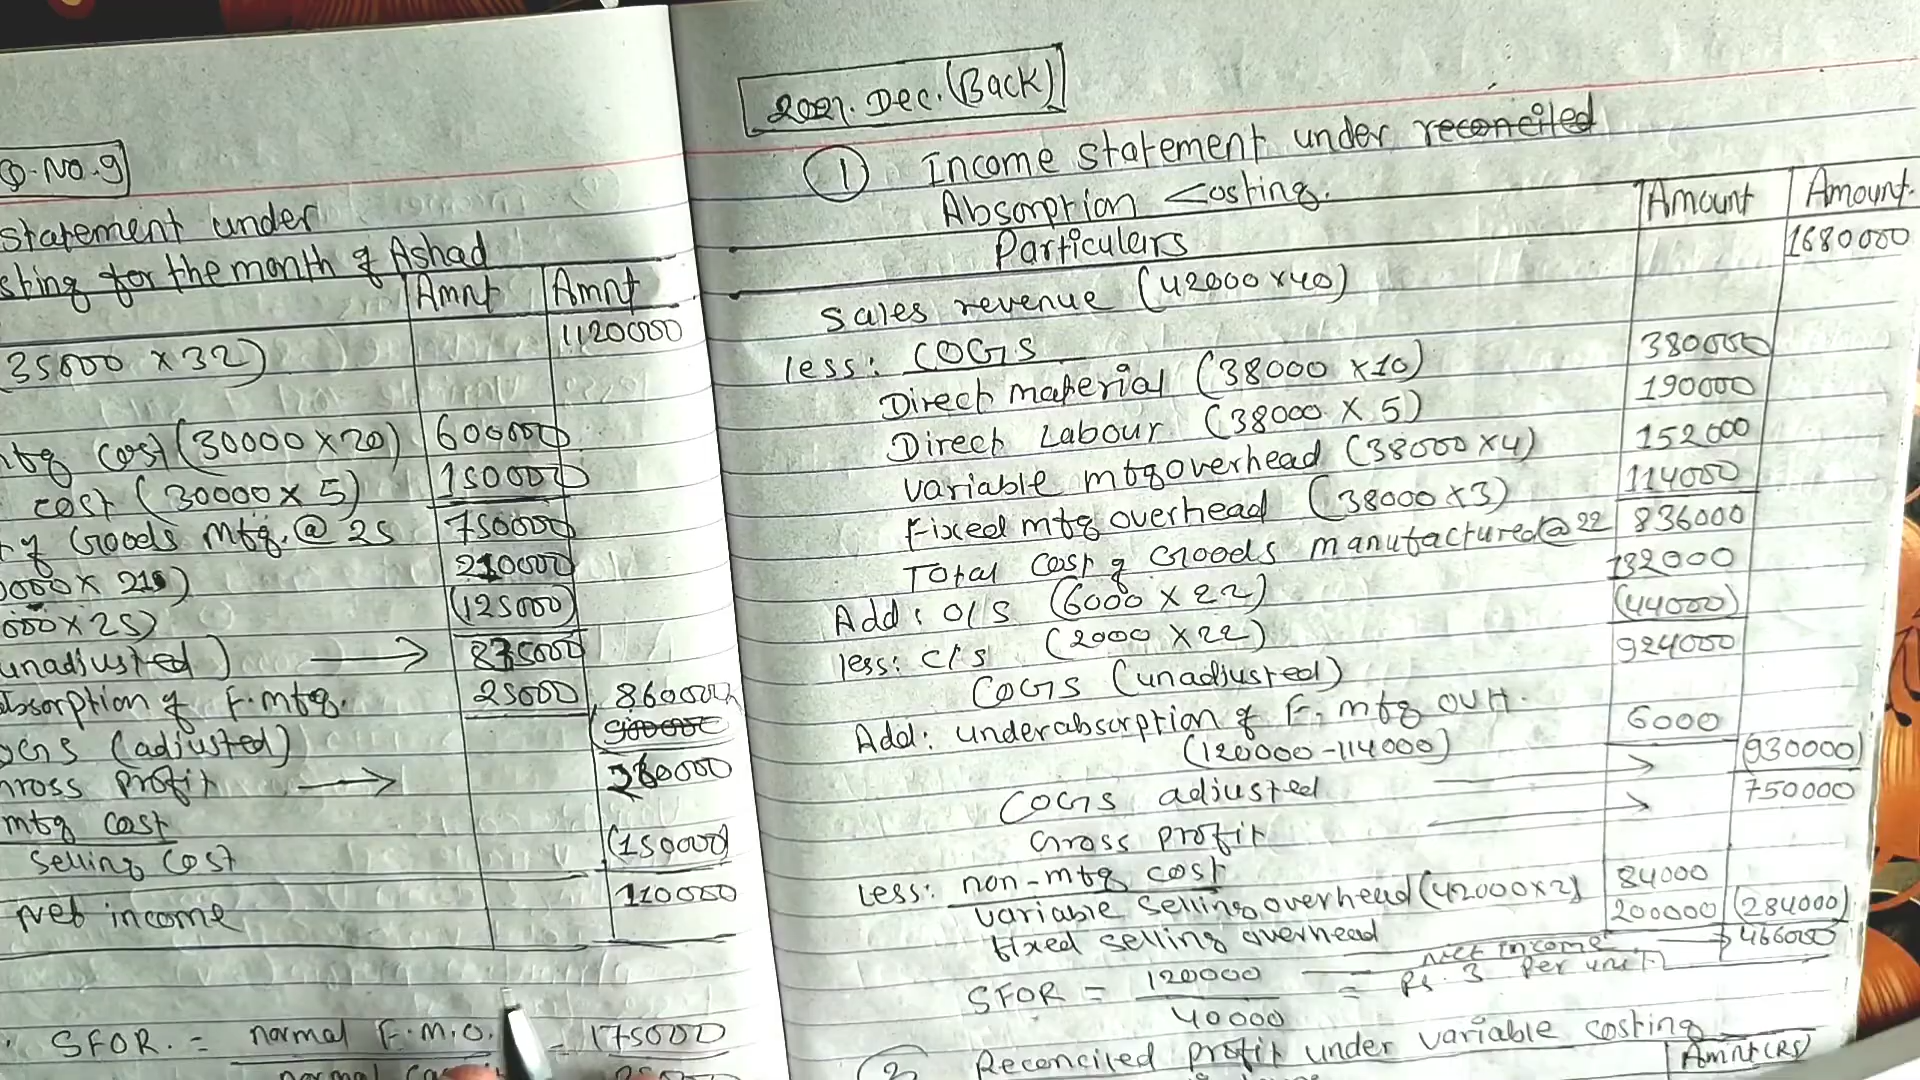 Q.No.9
statement under
sting for the month of Ashad
Amnt Amnt
(35000 × 32) 1120000
mfg cost (30000×20) 600000
cost (30000×5) 150000
of Goods Mfg. @ 25 750000
000× 21) 210000
000×25) (125000)
unadjusted) → 835000
absorption of F.mfg. 25000 860000
OGS (adjusted)
Gross profit → 260000
mfg cost
selling cost (150000)
Net income 110000
SFOR. = normal F.M.O. = 175000
2021. Dec. (Back)
1 Income statement under reconciled
Absorption Costing.
Particulars Amount Amount.
Sales revenue (42000×40) 1680000
less: COGS
Direct material (38000 ×10) 380000
Direct Labour (38000 × 5) 190000
variable mfg overhead (38000×4) 152000
Fixed mfg overhead (38000×3) 114000
Total cost of Goods manufactured @ 22 836000
Add: O/S (6000 × 22) 132000
less: C/S (2000 ×22) (44000)
COGS (unadjusted) 924000
Add: underabsorption of F. mfg OVH. 6000
(120000-114000)
COGS adjusted → (930000)
Gross profit → 750000
less: non-mfg cost
variable selling overhead (42000×2) 84000
fixed selling overhead 200000 (284000)
Net income → 466000
SFOR = 120000 = Rs. 3 per unit
40000
2 Reconciled profit under variable costing
Amnt(RS)